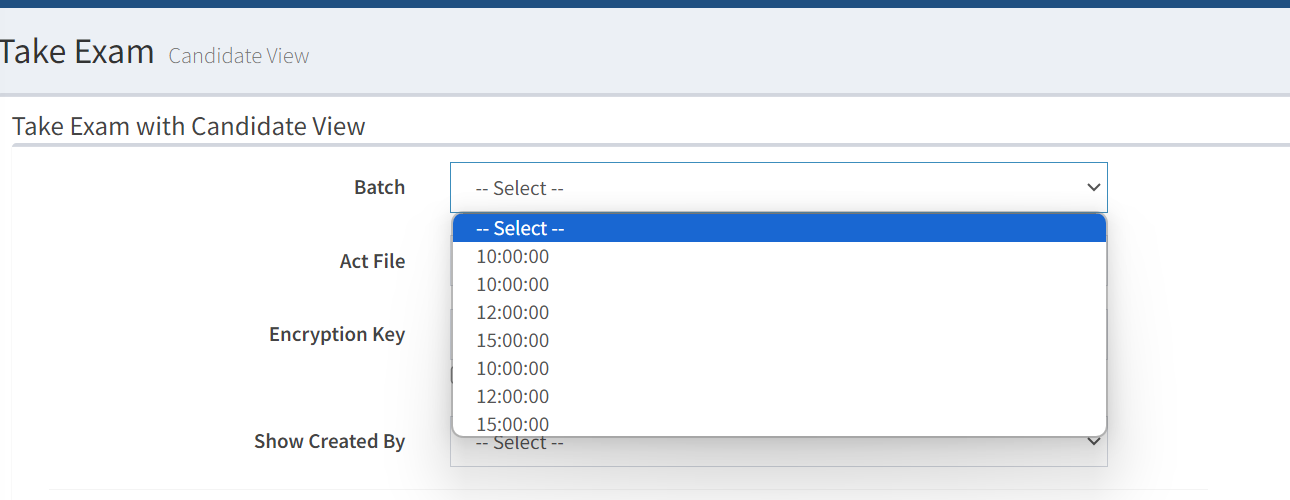 Take Exam Candidate View
Take Exam with Candidate View
Batch
-- Select --
-- Select --
10:00:00
10:00:00
12:00:00
15:00:00
10:00:00
12:00:00
15:00:00
Act File
Encryption Key
Show Created By
-- Select --